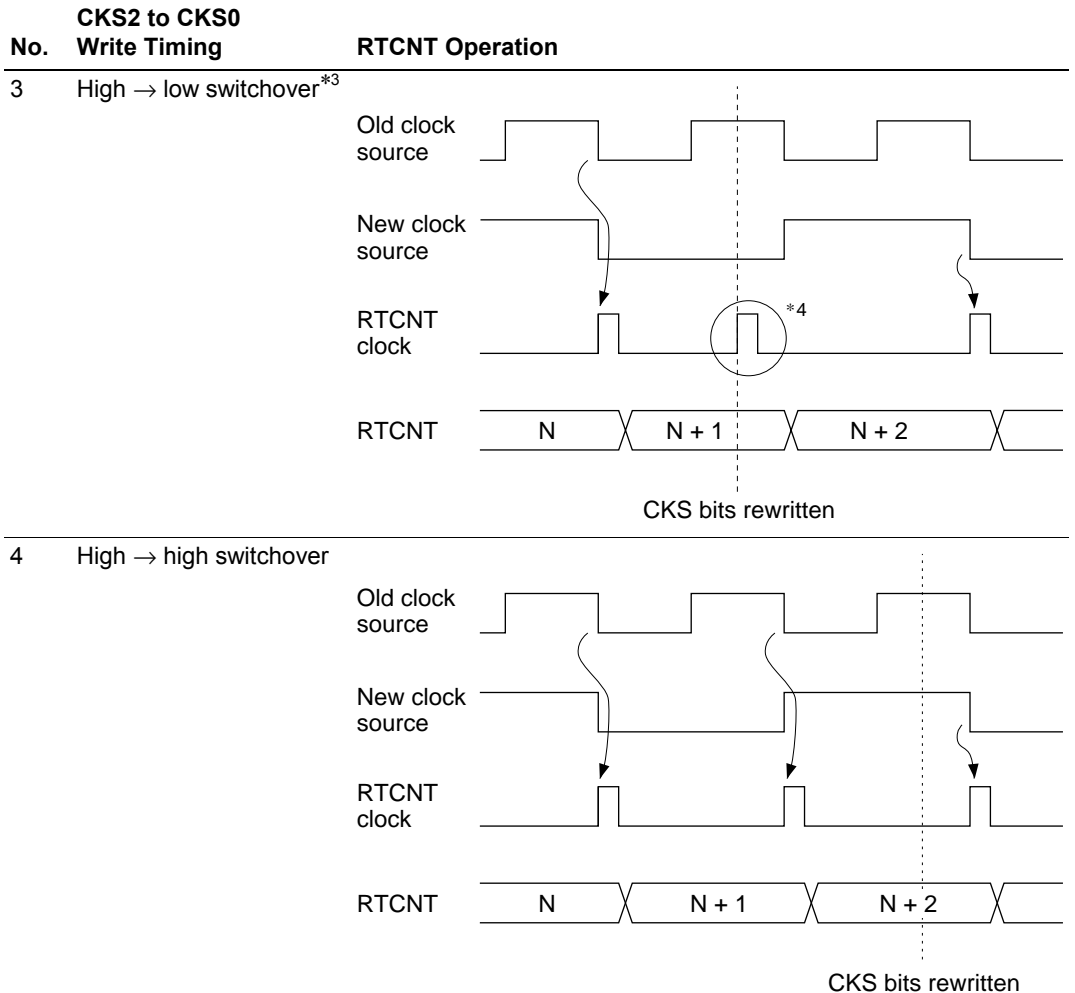 CKS2 to CKS0
No. Write Timing RTCNT Operation
3 High → low switchover*3
Old clock
source
New clock
source
RTCNT
clock
*4
RTCNT N N + 1 N + 2
CKS bits rewritten
4 High → high switchover
Old clock
source
New clock
source
RTCNT
clock
RTCNT N N + 1 N + 2
CKS bits rewritten